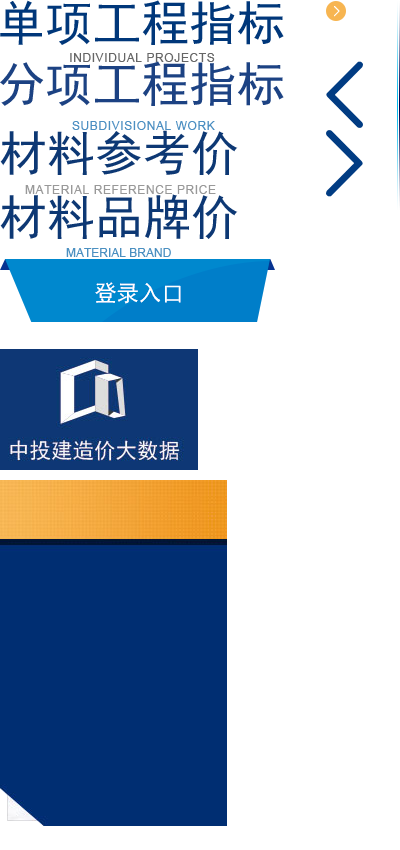 单项工程指标
INDIVIDUAL PROJECTS
分项工程指标
SUBDIVISIONAL WORK
材料参考价
MATERIAL REFERENCE PRICE
材料品牌价
MATERIAL BRAND
登录入口
中投建造价大数据